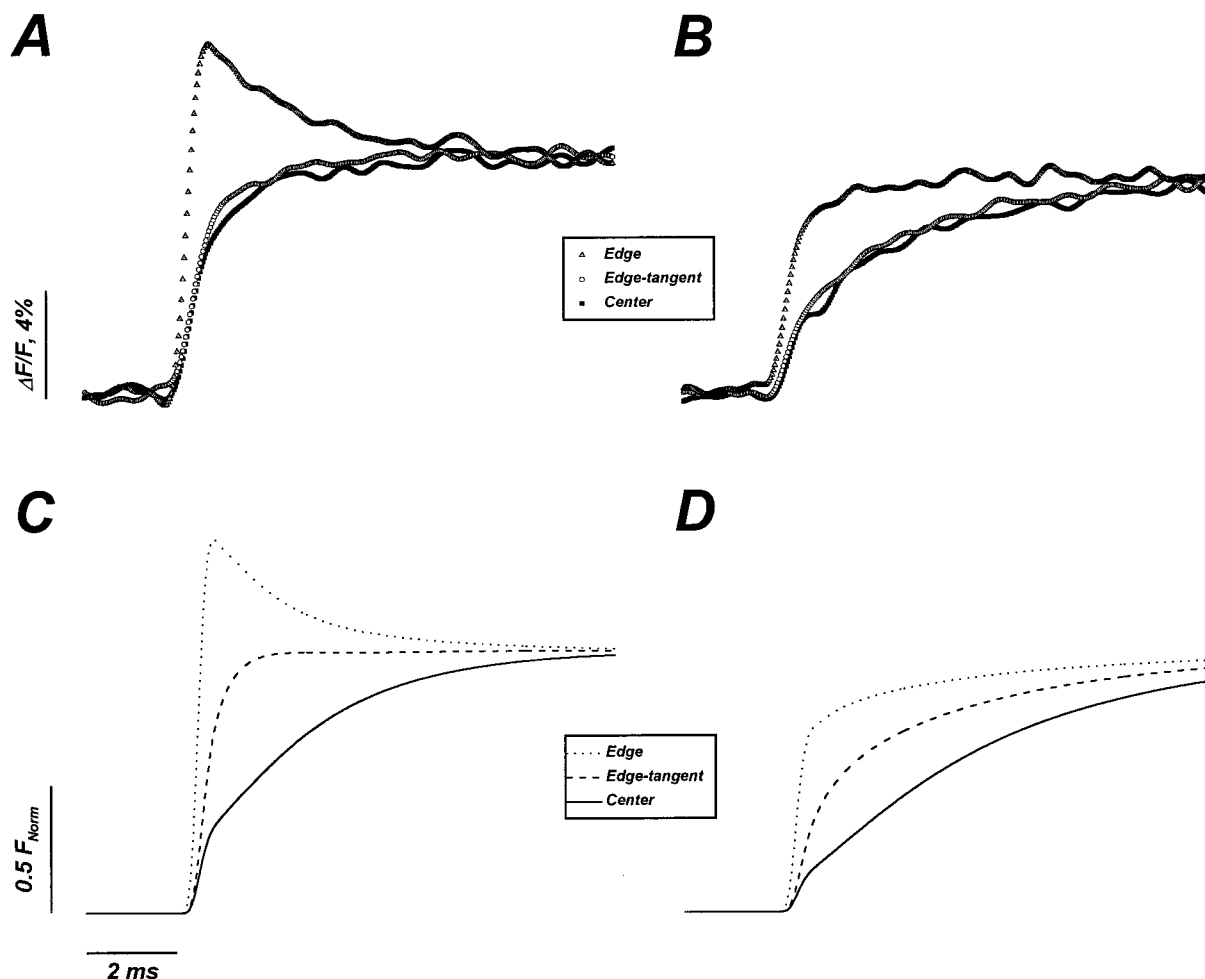 A
B
ΔF/F, 4%
Edge
Edge-tangent
Center
C
D
0.5 F_Norm
Edge
Edge-tangent
Center
2 ms